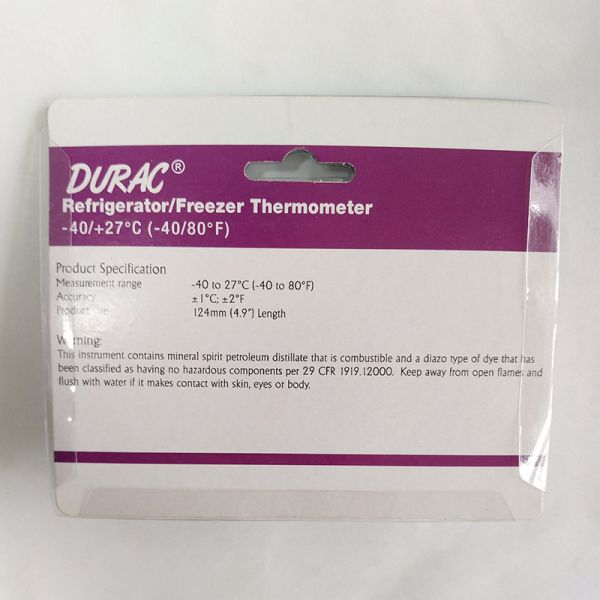 DURAC®
Refrigerator/Freezer Thermometer
-40/+27°C (-40/80°F)
Product Specification
Measurement range -40 to 27°C (-40 to 80°F)
Accuracy ±1°C; ±2°F
Product size 124mm (4.9") Length
Warning:
This instrument contains mineral spirit petroleum distillate that is combustible and a diazo type of dye that has
been classified as having no hazardous components per 29 CFR 1919.12000. Keep away from open flames and
flush with water if it makes contact with skin, eyes or body.